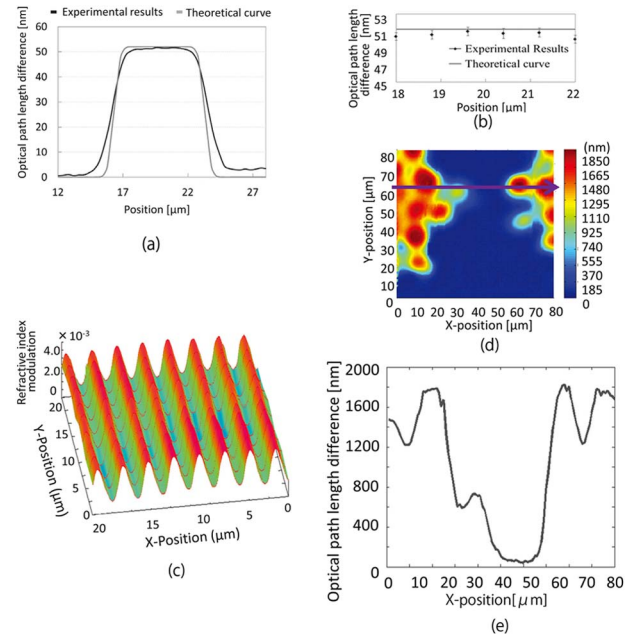 Experimental results Theoretical curve
Optical path length difference [nm]
60
50
40
30
20
10
0
12 17 22 27
Position [μm]
(a)
Optical path length
difference [nm]
53
51
49
47
45
Experimental Results
Theoretical curve
18 19 20 21 22
Position [μm]
(b)
Refractive index
modulation
× 10-3
4.0
2.0
0
20
15
10
5
0
Y-Position (μm)
20 15 10 5 0
X-Position (μm)
(c)
Y-position [μm]
80
70
60
50
40
30
20
10
0
0 10 20 30 40 50 60 70 80
X-position [μm]
(nm)
1850
1665
1480
1295
1110
925
740
555
370
185
0
(d)
Optical path length difference [nm]
2000
1600
1200
800
400
0
0 10 20 30 40 50 60 70 80
X-position[μm]
(e)